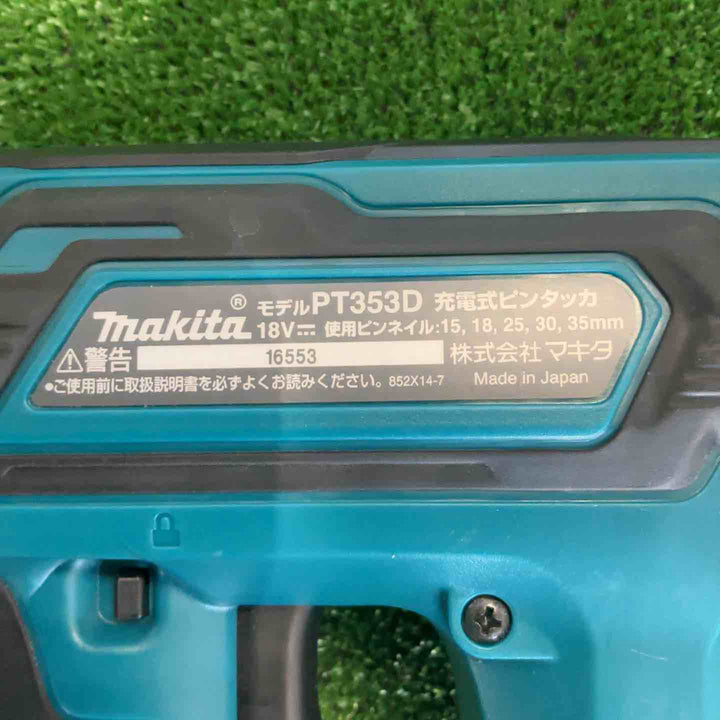 makita® モデルPT353D 充電式ピンタッカ
18V⎓ 使用ピンネイル:15, 18, 25, 30, 35mm
⚠警告 16553 株式会社マキタ
●ご使用前に取扱説明書を必ずよくお読みください。 852X14-7 Made in Japan